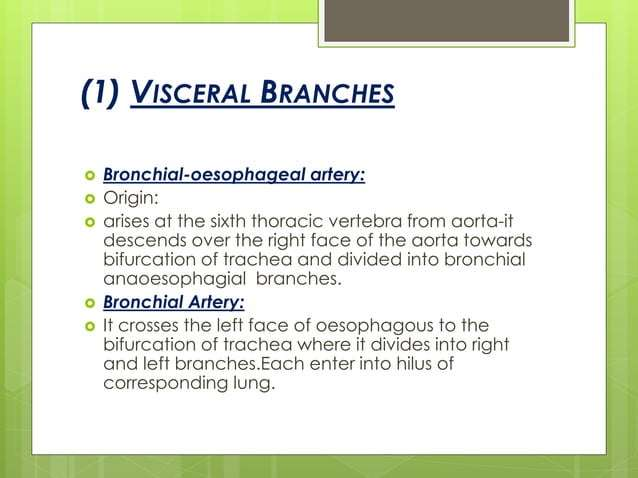 (1) VISCERAL BRANCHES
Bronchial-oesophageal artery:
Origin:
arises at the sixth thoracic vertebra from aorta-it
descends over the right face of the aorta towards
bifurcation of trachea and divided into bronchial
anaoesophagial branches.
Bronchial Artery:
It crosses the left face of oesophagous to the
bifurcation of trachea where it divides into right
and left branches.Each enter into hilus of
corresponding lung.